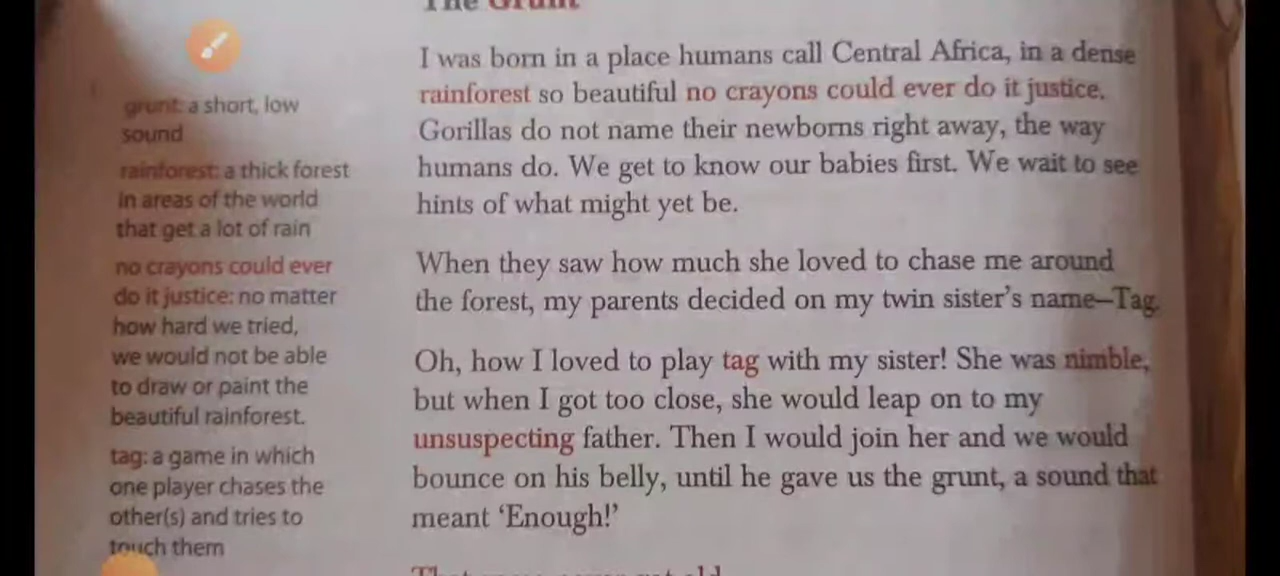 The Grunt
I was born in a place humans call Central Africa, in a dense
rainforest so beautiful no crayons could ever do it justice.
Gorillas do not name their newborns right away, the way
humans do. We get to know our babies first. We wait to see
hints of what might yet be.
When they saw how much she loved to chase me around
the forest, my parents decided on my twin sister's name–Tag.
Oh, how I loved to play tag with my sister! She was nimble,
but when I got too close, she would leap on to my
unsuspecting father. Then I would join her and we would
bounce on his belly, until he gave us the grunt, a sound that
meant 'Enough!'
That game never got old
grunt: a short, low
sound
rainforest: a thick forest
in areas of the world
that get a lot of rain
no crayons could ever
do it justice: no matter
how hard we tried,
we would not be able
to draw or paint the
beautiful rainforest.
tag: a game in which
one player chases the
other(s) and tries to
touch them